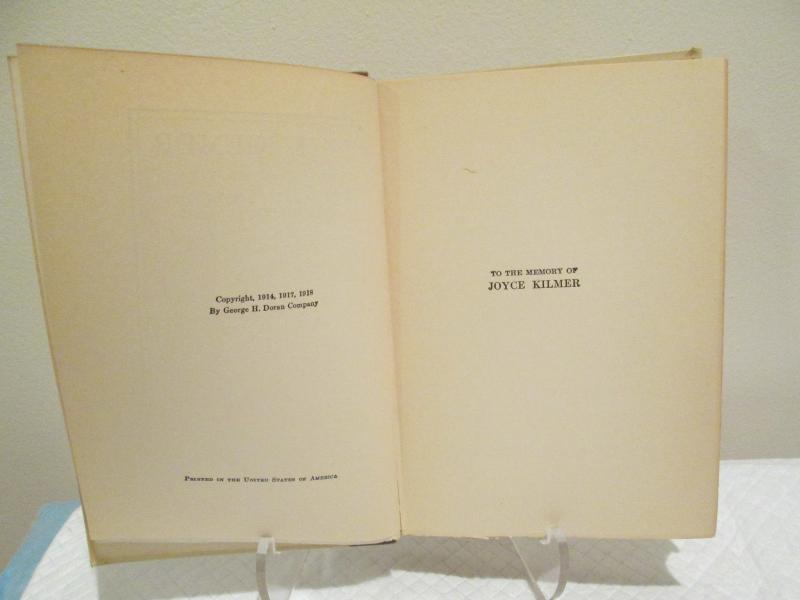 Copyright, 1914, 1917, 1918
By George H. Doran Company
Printed in the United States of America
TO THE MEMORY OF
JOYCE KILMER